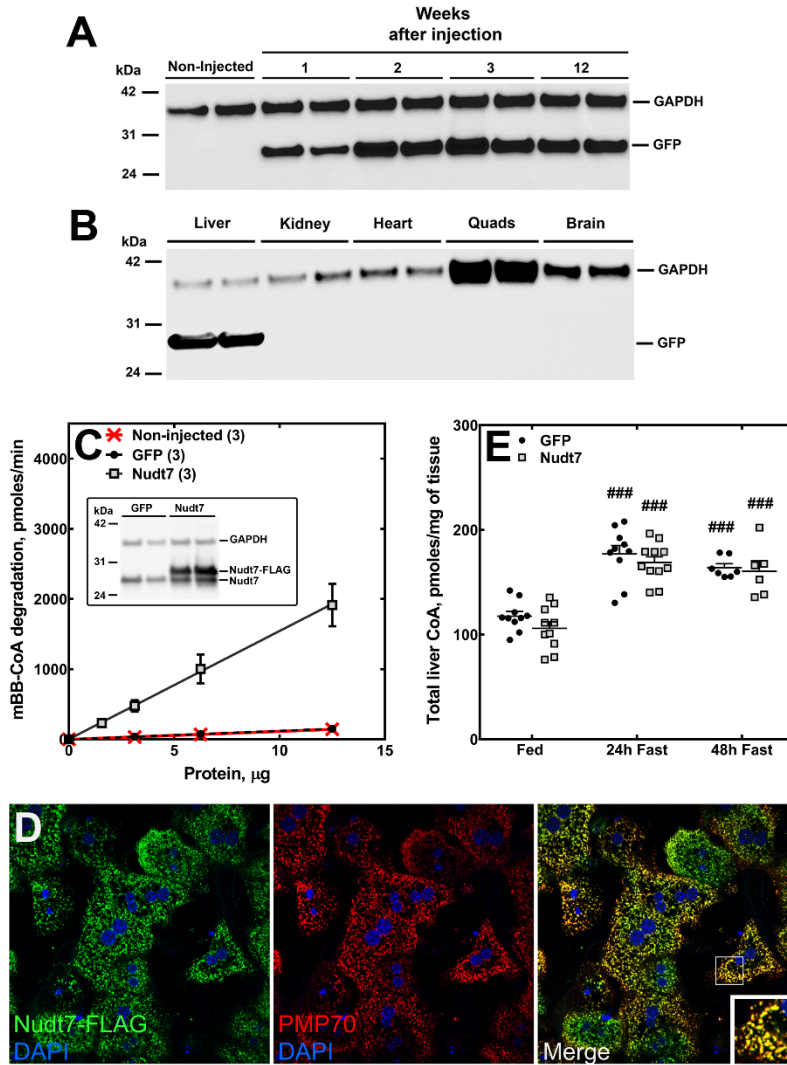 A
Weeks
after injection
Non-Injected 1 2 3 12
kDa
42
31
24
GAPDH
GFP
B
Liver Kidney Heart Quads Brain
kDa
42
31
24
GAPDH
GFP
C
Non-injected (3)
GFP (3)
Nudt7 (3)
mBB-CoA degradation, pmoles/min
4000
3000
2000
1000
0
0 5 10 15
Protein, μg
GFP Nudt7
kDa
42
31
24
GAPDH
Nudt7-FLAG
Nudt7
E
GFP
Nudt7
Total liver CoA, pmoles/mg of tissue
300
200
100
0
### ###
### ###
Fed 24h Fast 48h Fast
D
Nudt7-FLAG
DAPI
PMP70
DAPI
Merge